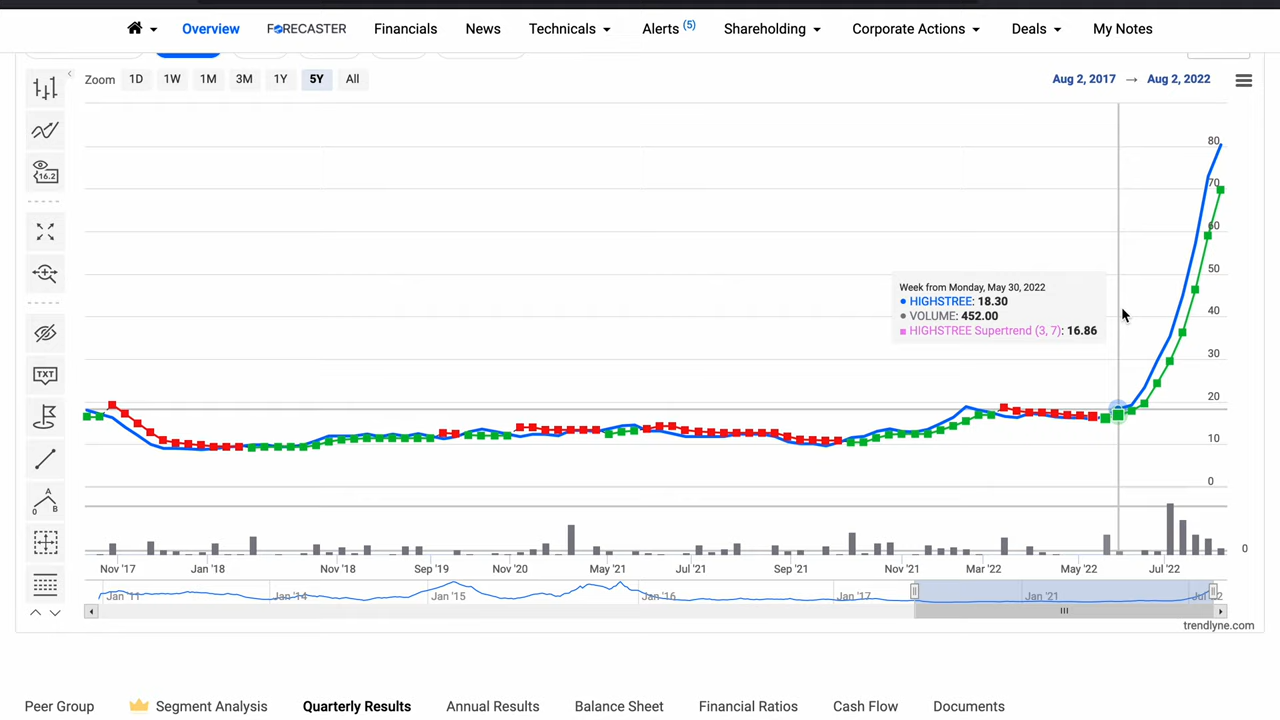 Overview FORECASTER Financials News Technicals Alerts (5) Shareholding Corporate Actions Deals My Notes
Zoom 1D 1W 1M 3M 1Y 5Y All Aug 2, 2017 → Aug 2, 2022
16.2
TXT
A
0 B
80
70
60
50
40
30
20
10
0
Week from Monday, May 30, 2022
HIGHSTREE: 18.30
VOLUME: 452.00
HIGHSTREE Supertrend (3, 7): 16.86
0
Nov '17 Jan '18 Nov '18 Sep '19 Nov '20 May '21 Jul '21 Sep '21 Nov '21 Mar '22 May '22 Jul '22
Jan '11 Jan '14 Jan '15 Jan '16 Jan '17 Jan '21
trendlyne.com
Peer Group Segment Analysis Quarterly Results Annual Results Balance Sheet Financial Ratios Cash Flow Documents